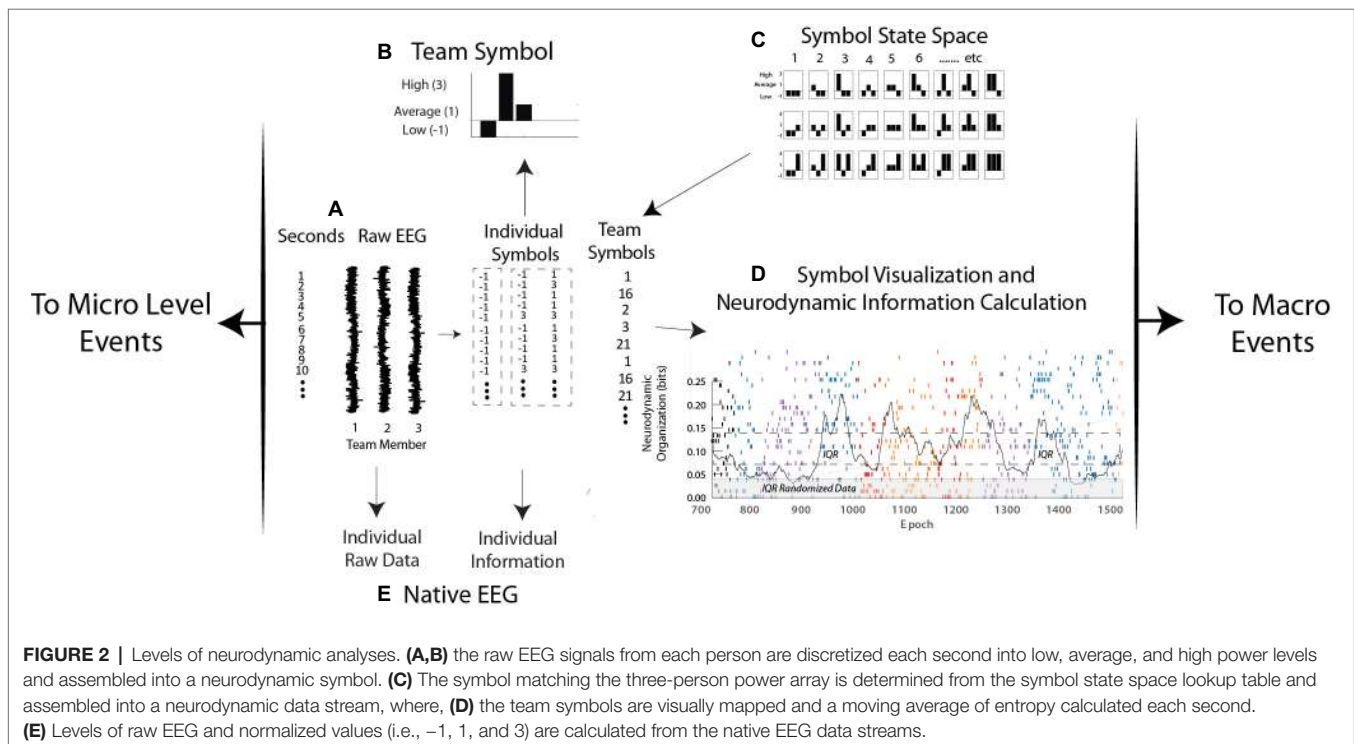 B Team Symbol
High (3)
Average (1)
Low (-1)
C Symbol State Space
1 2 3 4 5 6 ....... etc
High 3
Average 1
Low -1
3
1
-1
3
1
-1
A
Seconds Raw EEG
1
2
3
4
5
6
7
8
9
10
1 2 3
Team Member
Individual
Symbols
-1 -1 1
-1 -1 3
-1 -1 1
-1 -1 1
-1 3 3
-1 -1 1
-1 -1 3
-1 -1 1
-1 -1 1
-1 3 3
Team
Symbols
1
16
2
3
21
1
16
21
D Symbol Visualization and
Neurodynamic Information Calculation
Neurodynamic
Organization (bits)
0.25
0.20
0.15
0.10
0.05
0.00
IQR
IQR
IQR Randomized Data
700 800 900 1000 1100 1200 1300 1400 1500
Epoch
To Micro Level
Events
To Macro
Events
Individual
Raw Data
Individual
Information
E Native EEG
FIGURE 2 | Levels of neurodynamic analyses. (A,B) the raw EEG signals from each person are discretized each second into low, average, and high power levels
and assembled into a neurodynamic symbol. (C) The symbol matching the three-person power array is determined from the symbol state space lookup table and
assembled into a neurodynamic data stream, where, (D) the team symbols are visually mapped and a moving average of entropy calculated each second.
(E) Levels of raw EEG and normalized values (i.e., −1, 1, and 3) are calculated from the native EEG data streams.